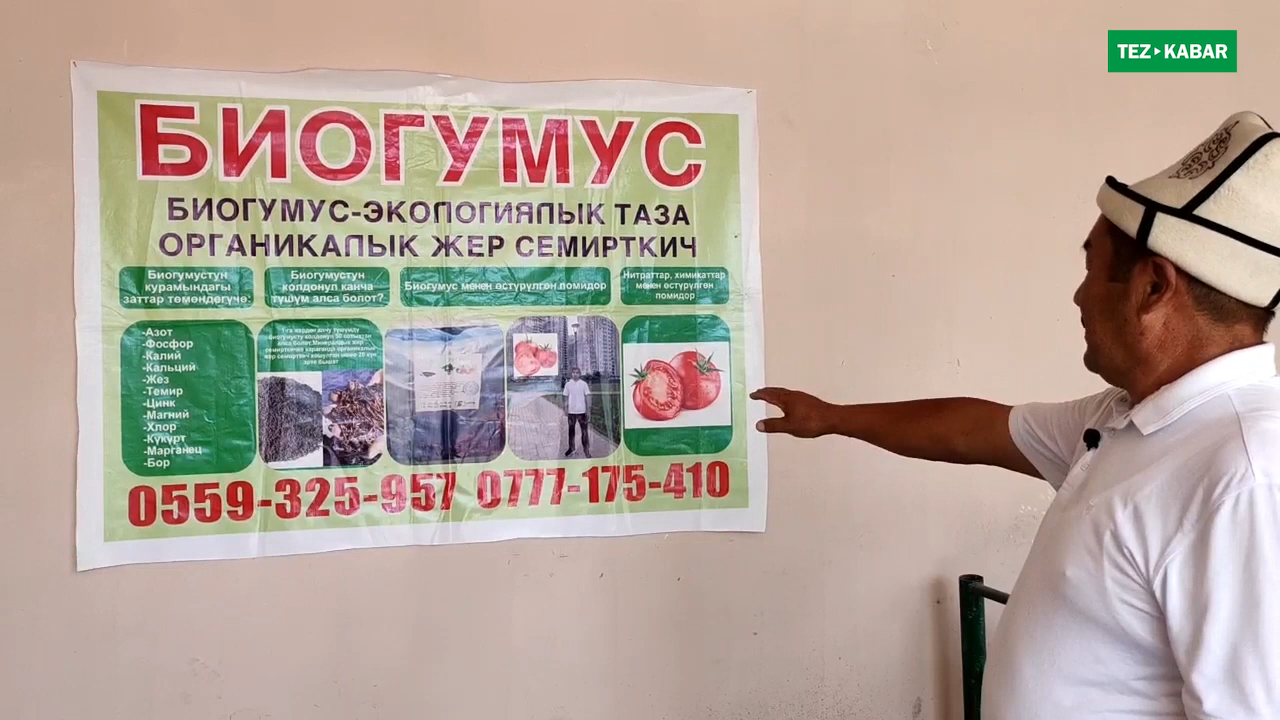 TEZ KABAR
БИОГУМУС
БИОГУМУС-ЭКОЛОГИЯЛЫК ТАЗА
ОРГАНИКАЛЫК ЖЕР СЕМИРТКИЧ
Биогумустун
курамындагы
заттар төмөндөгүчө:
Биогумустун
колдонуп канча
түшүм алса болот?
Биогумус менен өстүрүлгөн помидор
Нитраттар, химикаттар
менен өстүрүлгөн
помидор
-Азот
-Фосфор
-Калий
-Кальций
-Жез
-Темир
-Цинк
-Магний
-Хлор
-Күкүрт
-Марганец
-Бор
0559-325-957 0777-175-410